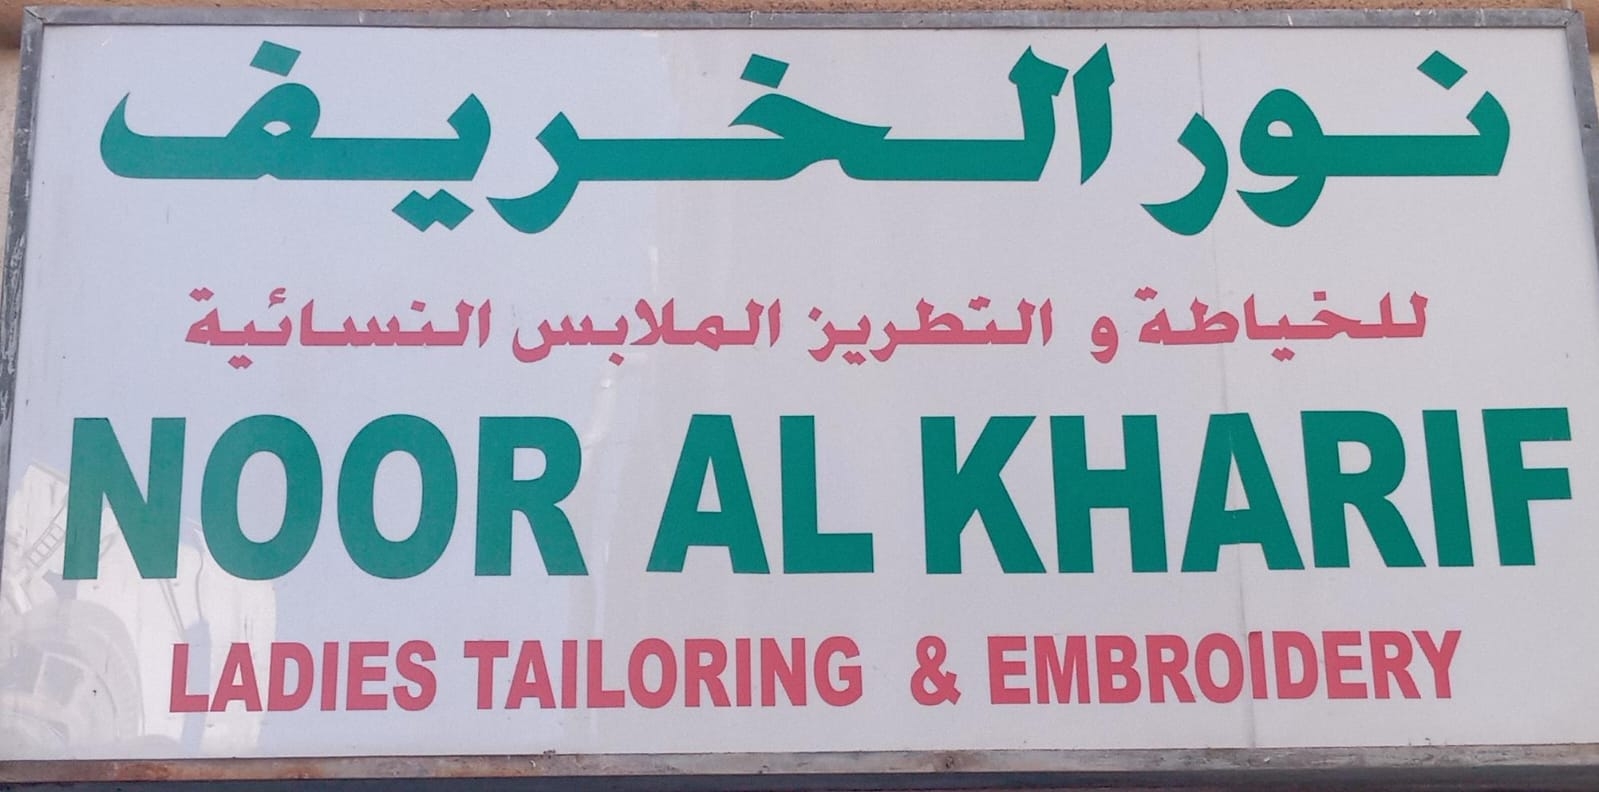 نور الخريف
للخياطة و التطريز الملابس النسائية
NOOR AL KHARIF
LADIES TAILORING & EMBROIDERY